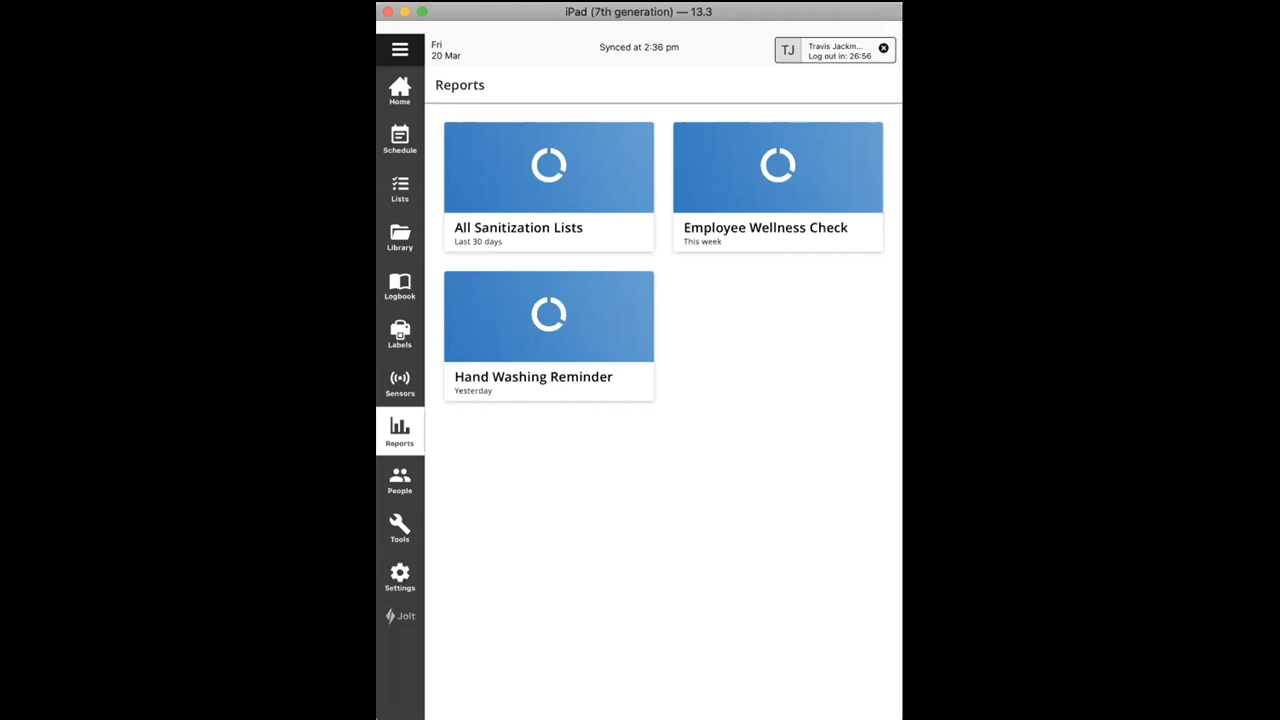 iPad (7th generation) — 13.3
Fri
20 Mar
Synced at 2:36 pm
TJ
Travis Jackm...
Log out in: 26:56
Reports
Home
Schedule
Lists
Library
Logbook
Labels
Sensors
Reports
People
Tools
Settings
Jolt
All Sanitization Lists
Last 30 days
Employee Wellness Check
This week
Hand Washing Reminder
Yesterday